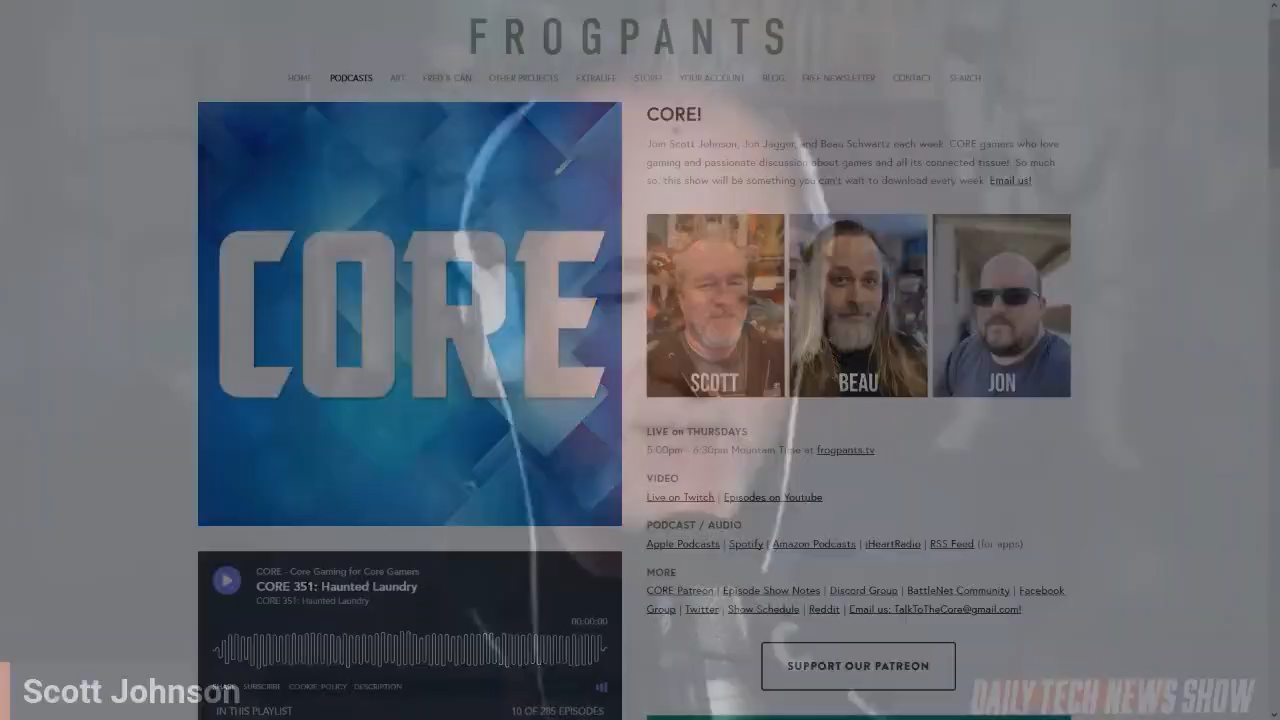 FROGPANTS
HOME PODCASTS ART FRED & CAN OTHER PROJECTS EXTRALIFE STORE! YOUR ACCOUNT BLOG FREE NEWSLETTER CONTACT SEARCH
CORE
CORE!
Join Scott Johnson, Jon Jagger, and Beau Schwartz each week. CORE gamers who love
gaming and passionate discussion about games and all its connected tissue! So much
so, this show will be something you can't wait to download every week. Email us!
SCOTT BEAU JON
LIVE on THURSDAYS
5:00pm - 6:30pm Mountain Time at frogpants.tv
VIDEO
Live on Twitch | Episodes on Youtube
PODCAST / AUDIO
Apple Podcasts | Spotify | Amazon Podcasts | iHeartRadio | RSS Feed (for apps)
MORE
CORE Patreon | Episode Show Notes | Discord Group | BattleNet Community | Facebook
Group | Twitter | Show Schedule | Reddit | Email us: TalkToTheCore@gmail.com!
SUPPORT OUR PATREON
CORE - Core Gaming for Core Gamers
CORE 351: Haunted Laundry
CORE 351: Haunted Laundry
00:00:00
SHARE SUBSCRIBE COOKIE POLICY DESCRIPTION
IN THIS PLAYLIST 10 OF 285 EPISODES
Scott Johnson
DAILY TECH NEWS SHOW